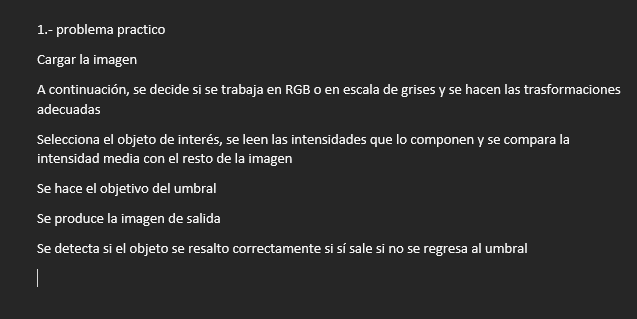 1.- problema practico
Cargar la imagen
A continuación, se decide si se trabaja en RGB o en escala de grises y se hacen las trasformaciones
adecuadas
Selecciona el objeto de interés, se leen las intensidades que lo componen y se compara la
intensidad media con el resto de la imagen
Se hace el objetivo del umbral
Se produce la imagen de salida
Se detecta si el objeto se resalto correctamente si sí sale si no se regresa al umbral